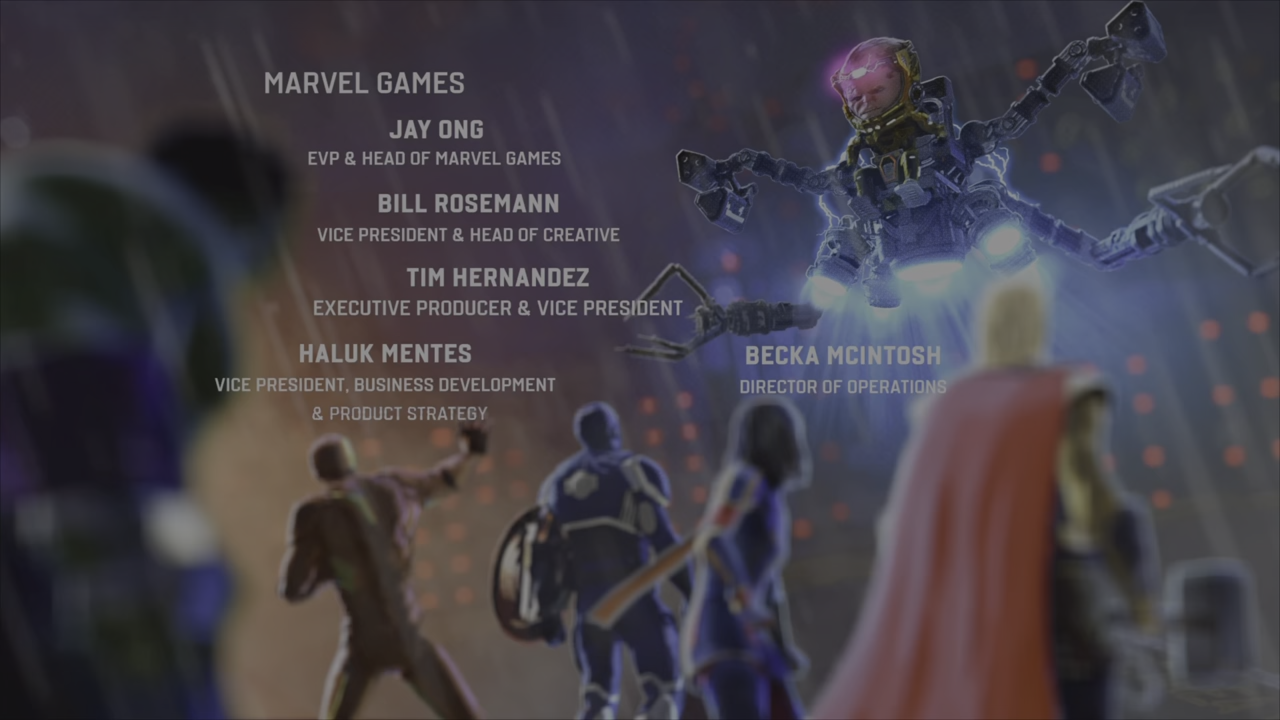 MARVEL GAMES
JAY ONG
EVP & HEAD OF MARVEL GAMES
BILL ROSEMANN
VICE PRESIDENT & HEAD OF CREATIVE
TIM HERNANDEZ
EXECUTIVE PRODUCER & VICE PRESIDENT
HALUK MENTES
VICE PRESIDENT, BUSINESS DEVELOPMENT
& PRODUCT STRATEGY
BECKA MCINTOSH
DIRECTOR OF OPERATIONS